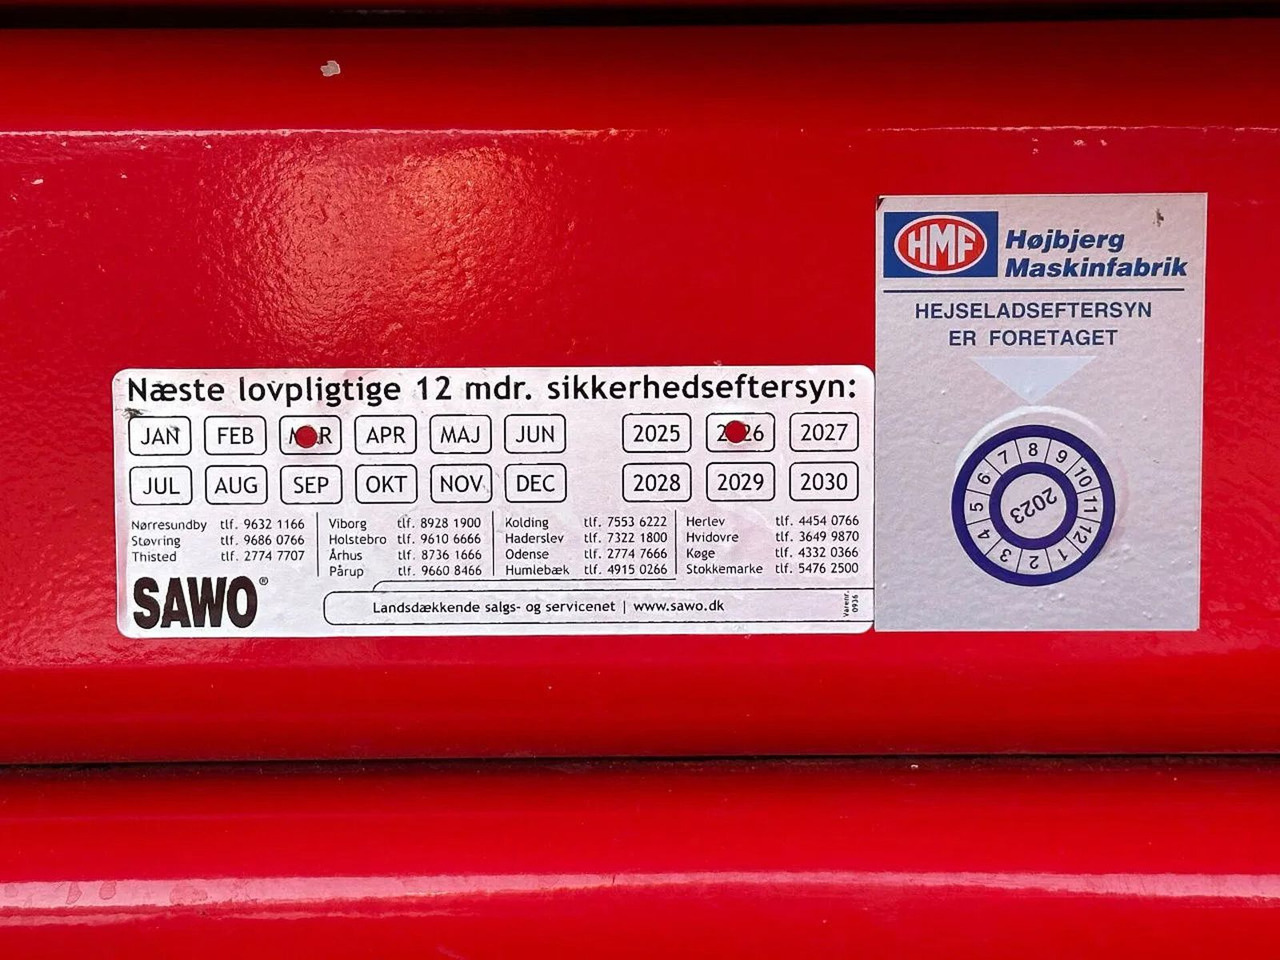 Næste lovpligtige 12 mdr. sikkerhedseftersyn:
JAN FEB MAR APR MAJ JUN 2025 2026 2027
JUL AUG SEP OKT NOV DEC 2028 2029 2030
Nørresundby tlf. 9632 1166
Støvring tlf. 9686 0766
Thisted tlf. 2774 7707
Viborg tlf. 8928 1900
Holstebro tlf. 9610 6666
Århus tlf. 8736 1666
Pårup tlf. 9660 8466
Kolding tlf. 7553 6222
Haderslev tlf. 7322 1800
Odense tlf. 2774 7666
Humlebæk tlf. 4915 0266
Herlev tlf. 4454 0766
Hvidovre tlf. 3649 9870
Køge tlf. 4332 0366
Stokkemarke tlf. 5476 2500
SAWO®
Landsdækkende salgs- og servicenet | www.sawo.dk
Varenr.
0936
HMF Højbjerg
Maskinfabrik
HEJSELADSEFTERSYN
ER FORETAGET
1 2 3 4 5 6 7 8 9 10 11 12
2023